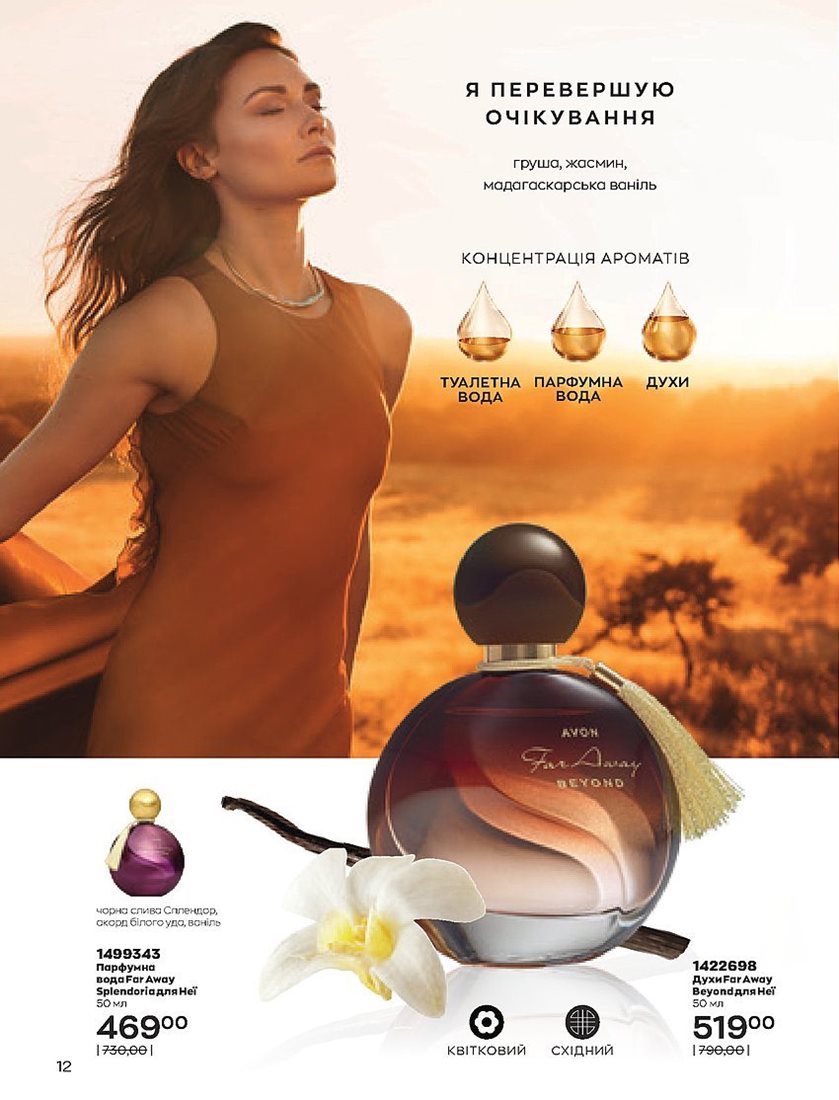 Я ПЕРЕВЕРШУЮ
ОЧІКУВАННЯ
груша, жасмин,
мадагаскарська ваніль
КОНЦЕНТРАЦІЯ АРОМАТІВ
ТУАЛЕТНА
ВОДА
ПАРФУМНА
ВОДА
ДУХИ
AVON
Far Away
BEYOND
чорна слива Сплендор,
акорд білого уда, ваніль
1499343
Парфумна
вода Far Away
Splendoria для Неї
50 мл
469⁰⁰
|730,00|
КВІТКОВИЙ
СХІДНИЙ
1422698
Духи Far Away
Beyond для Неї
50 мл
519⁰⁰
|790,00|
12